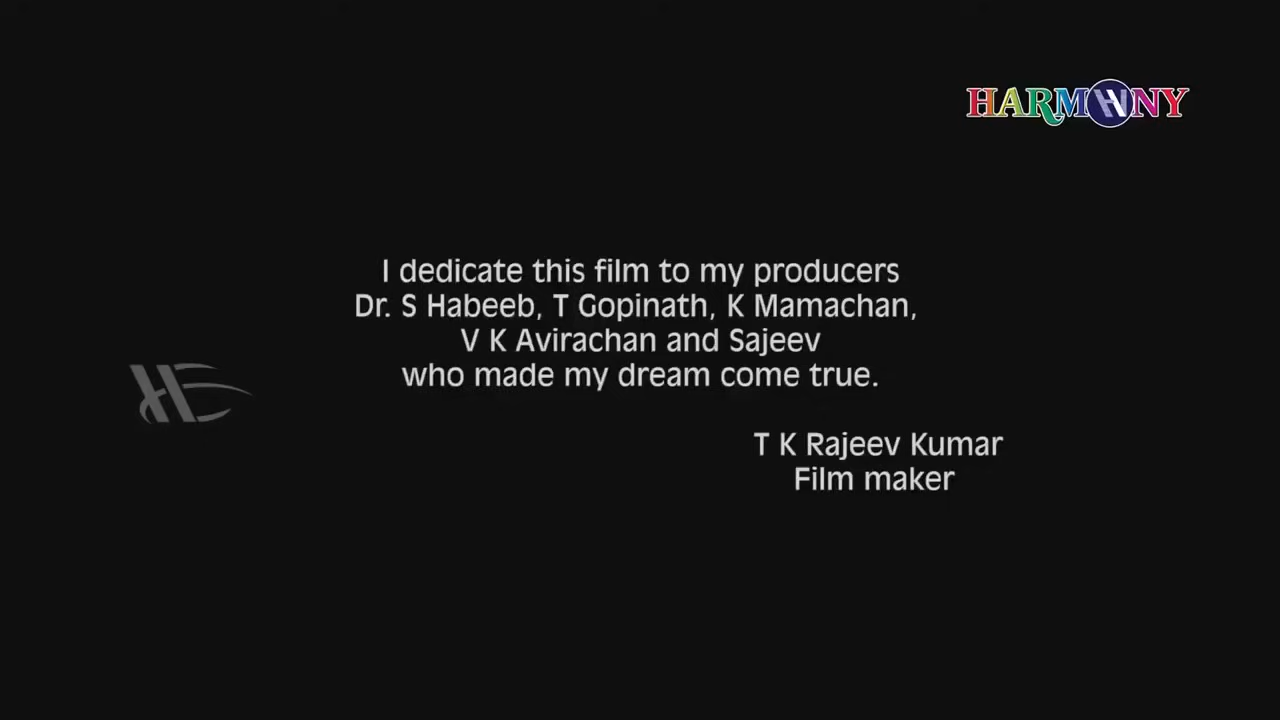 HARMONY
I dedicate this film to my producers
Dr. S Habeeb, T Gopinath, K Mamachan,
V K Avirachan and Sajeev
who made my dream come true.
T K Rajeev Kumar
Film maker